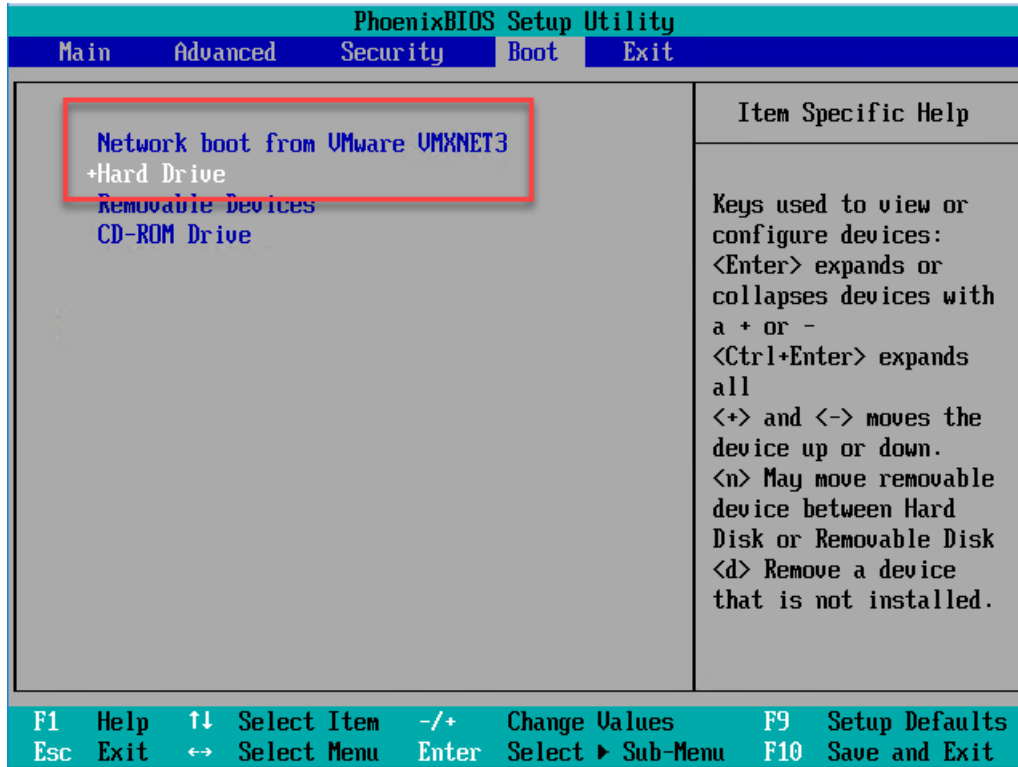 PhoenixBIOS Setup Utility
Main Advanced Security Boot Exit
Network boot from VMware VMXNET3
+Hard Drive
Removable Devices
CD-ROM Drive
Item Specific Help
Keys used to view or
configure devices:
<Enter> expands or
collapses devices with
a + or -
<Ctrl+Enter> expands
all
<+> and <-> moves the
device up or down.
<n> May move removable
device between Hard
Disk or Removable Disk
<d> Remove a device
that is not installed.
F1 Help ↑↓ Select Item -/+ Change Values F9 Setup Defaults
Esc Exit ↔ Select Menu Enter Select ▶ Sub-Menu F10 Save and Exit